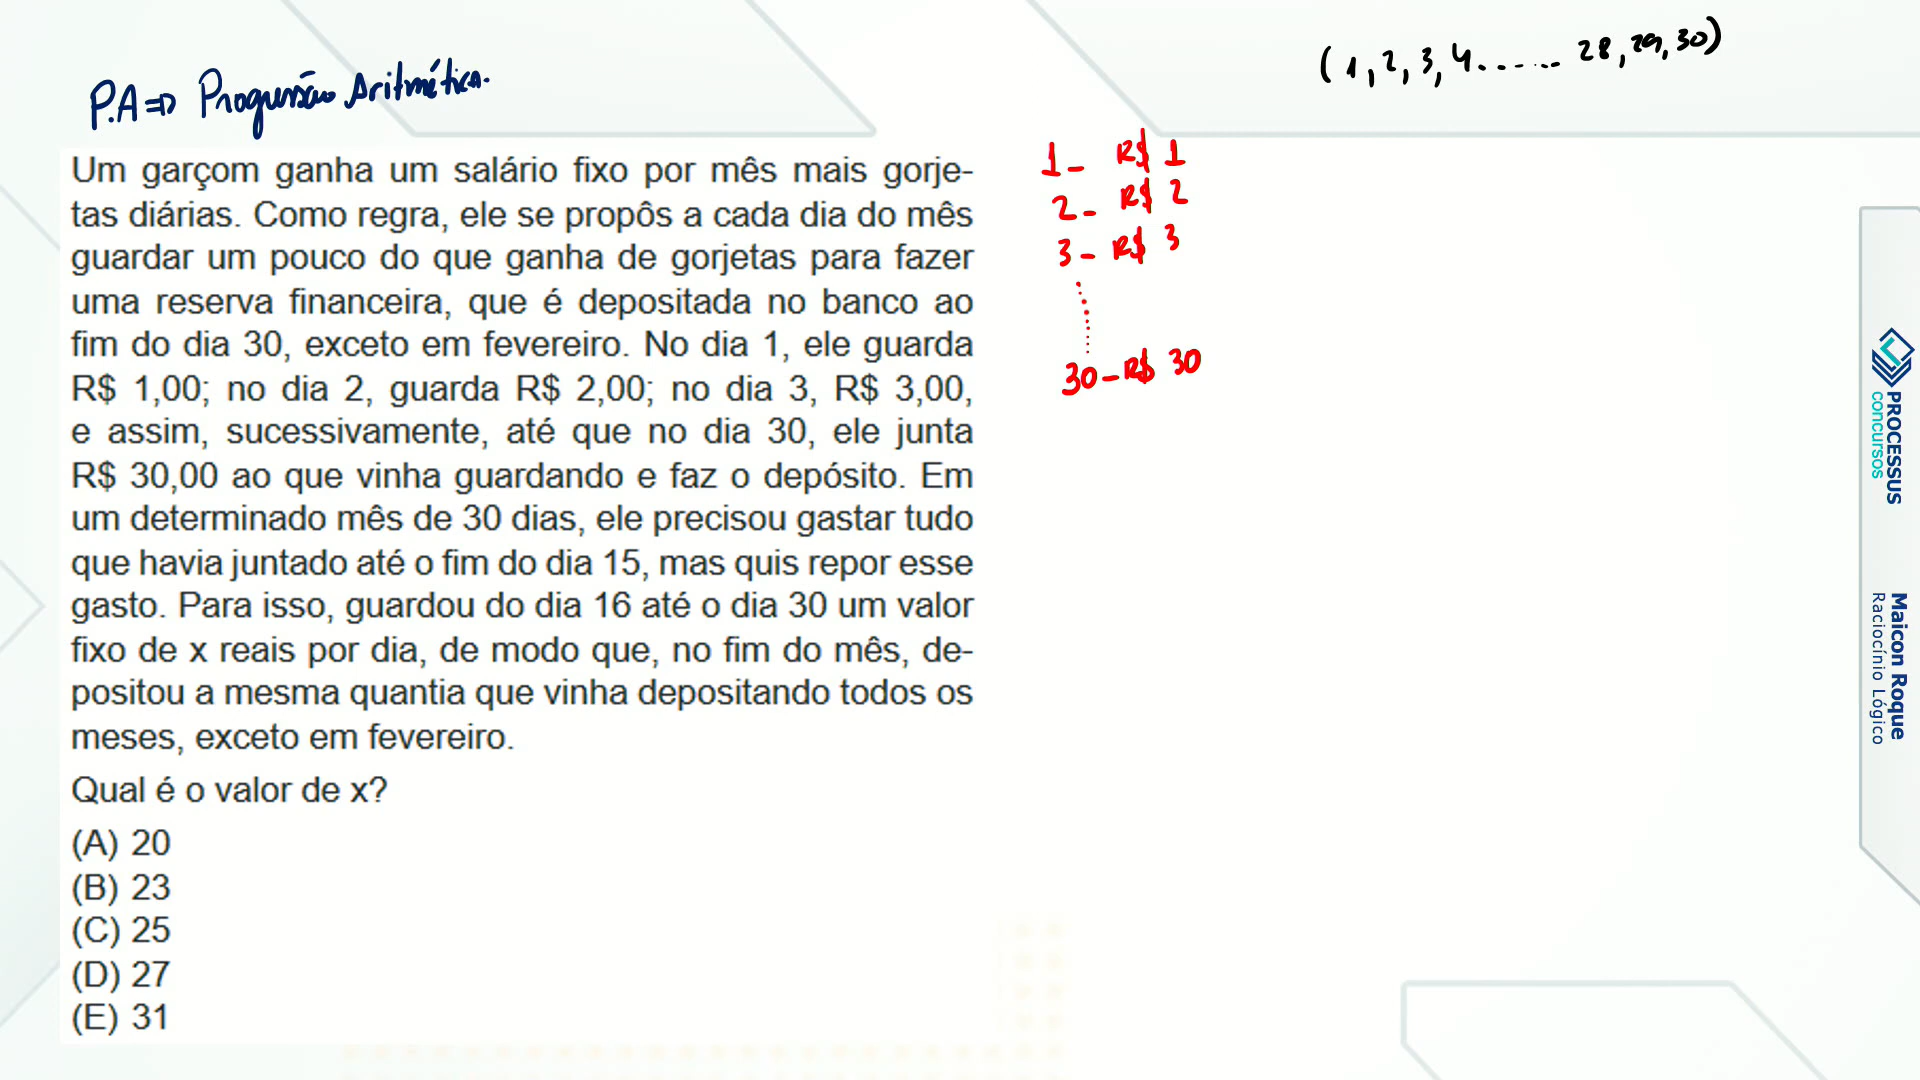 P.A => Progressão Aritmética.
(1, 2, 3, 4...... 28, 29, 30)
Um garçom ganha um salário fixo por mês mais gorje-
tas diárias. Como regra, ele se propôs a cada dia do mês
guardar um pouco do que ganha de gorjetas para fazer
uma reserva financeira, que é depositada no banco ao
fim do dia 30, exceto em fevereiro. No dia 1, ele guarda
R$ 1,00; no dia 2, guarda R$ 2,00; no dia 3, R$ 3,00,
e assim, sucessivamente, até que no dia 30, ele junta
R$ 30,00 ao que vinha guardando e faz o depósito. Em
um determinado mês de 30 dias, ele precisou gastar tudo
que havia juntado até o fim do dia 15, mas quis repor esse
gasto. Para isso, guardou do dia 16 até o dia 30 um valor
fixo de x reais por dia, de modo que, no fim do mês, de-
positou a mesma quantia que vinha depositando todos os
meses, exceto em fevereiro.
Qual é o valor de x?
(A) 20
(B) 23
(C) 25
(D) 27
(E) 31
1- R$ 1
2- R$ 2
3- R$ 3
30- R$ 30
PROCESSUS
concursos
Maicon Roque
Raciocínio Lógico